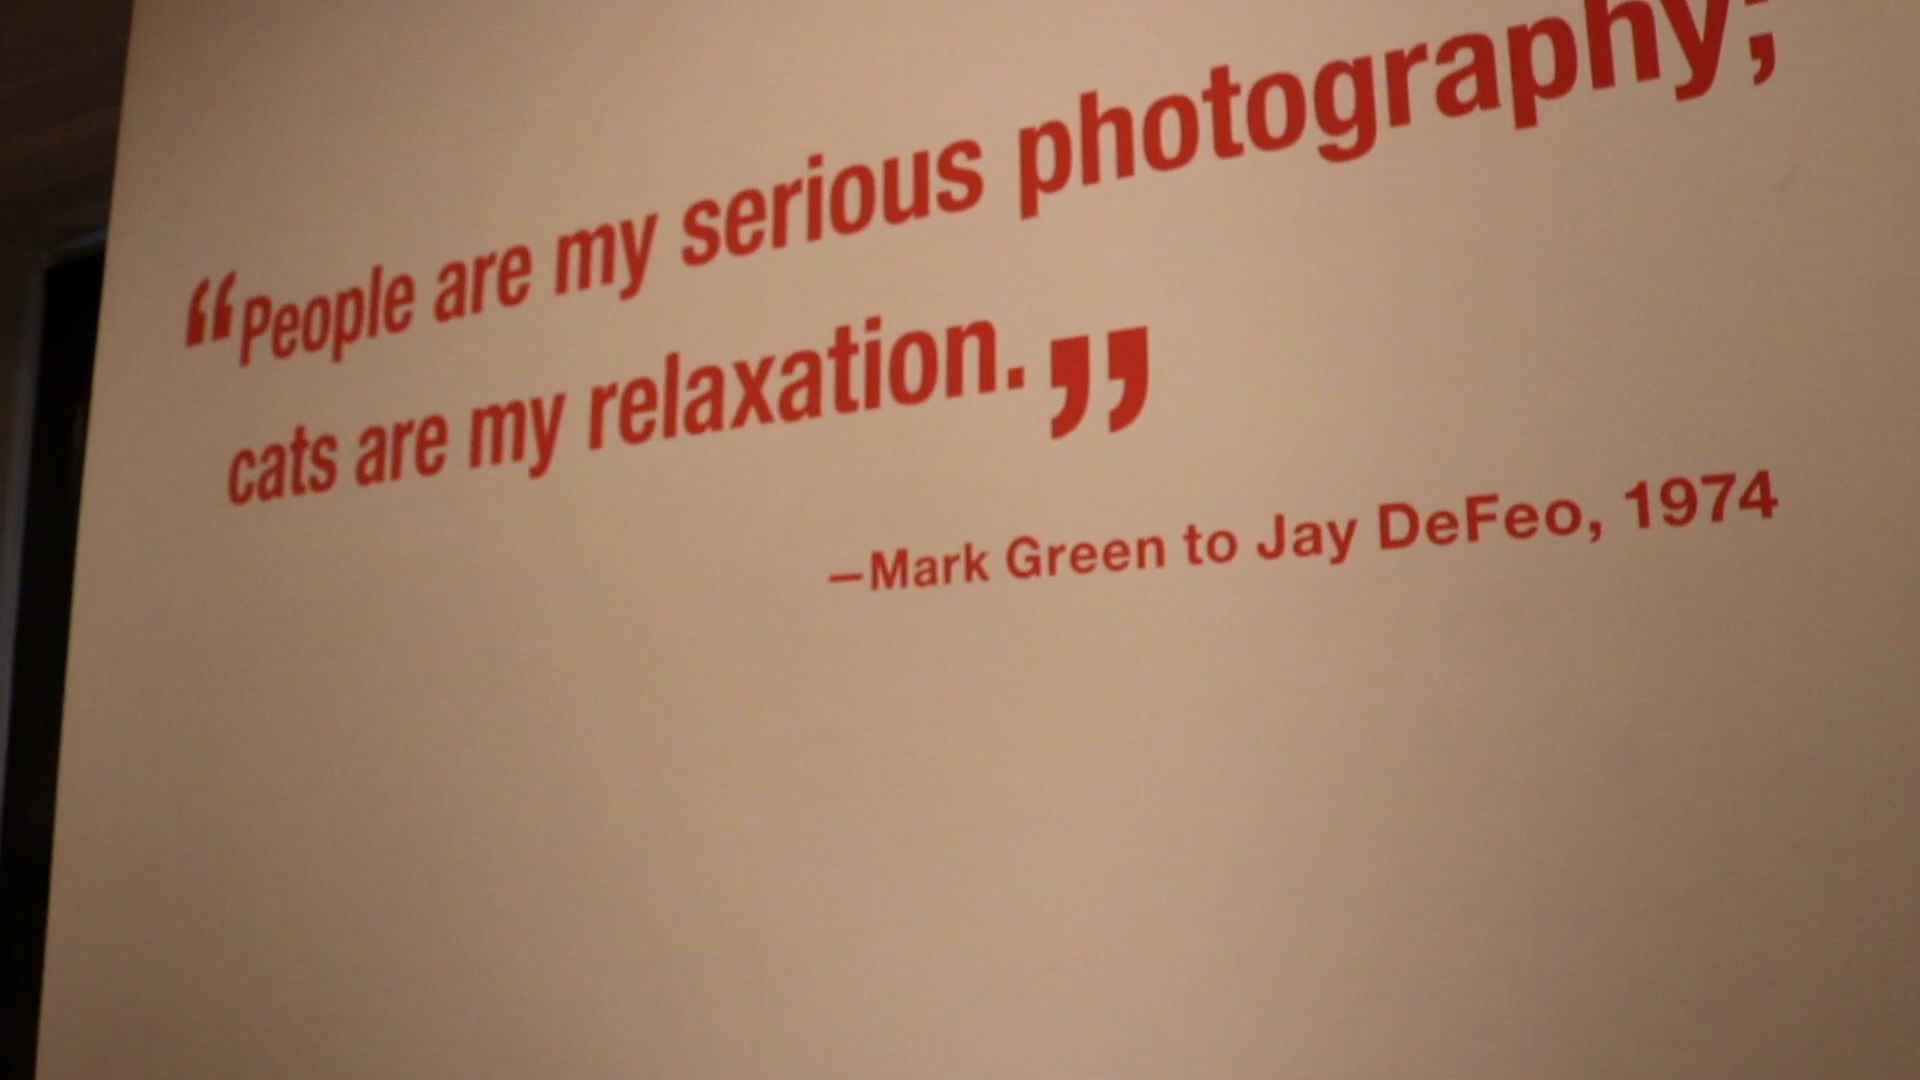 “People are my serious photography;
cats are my relaxation.”
—Mark Green to Jay DeFeo, 1974